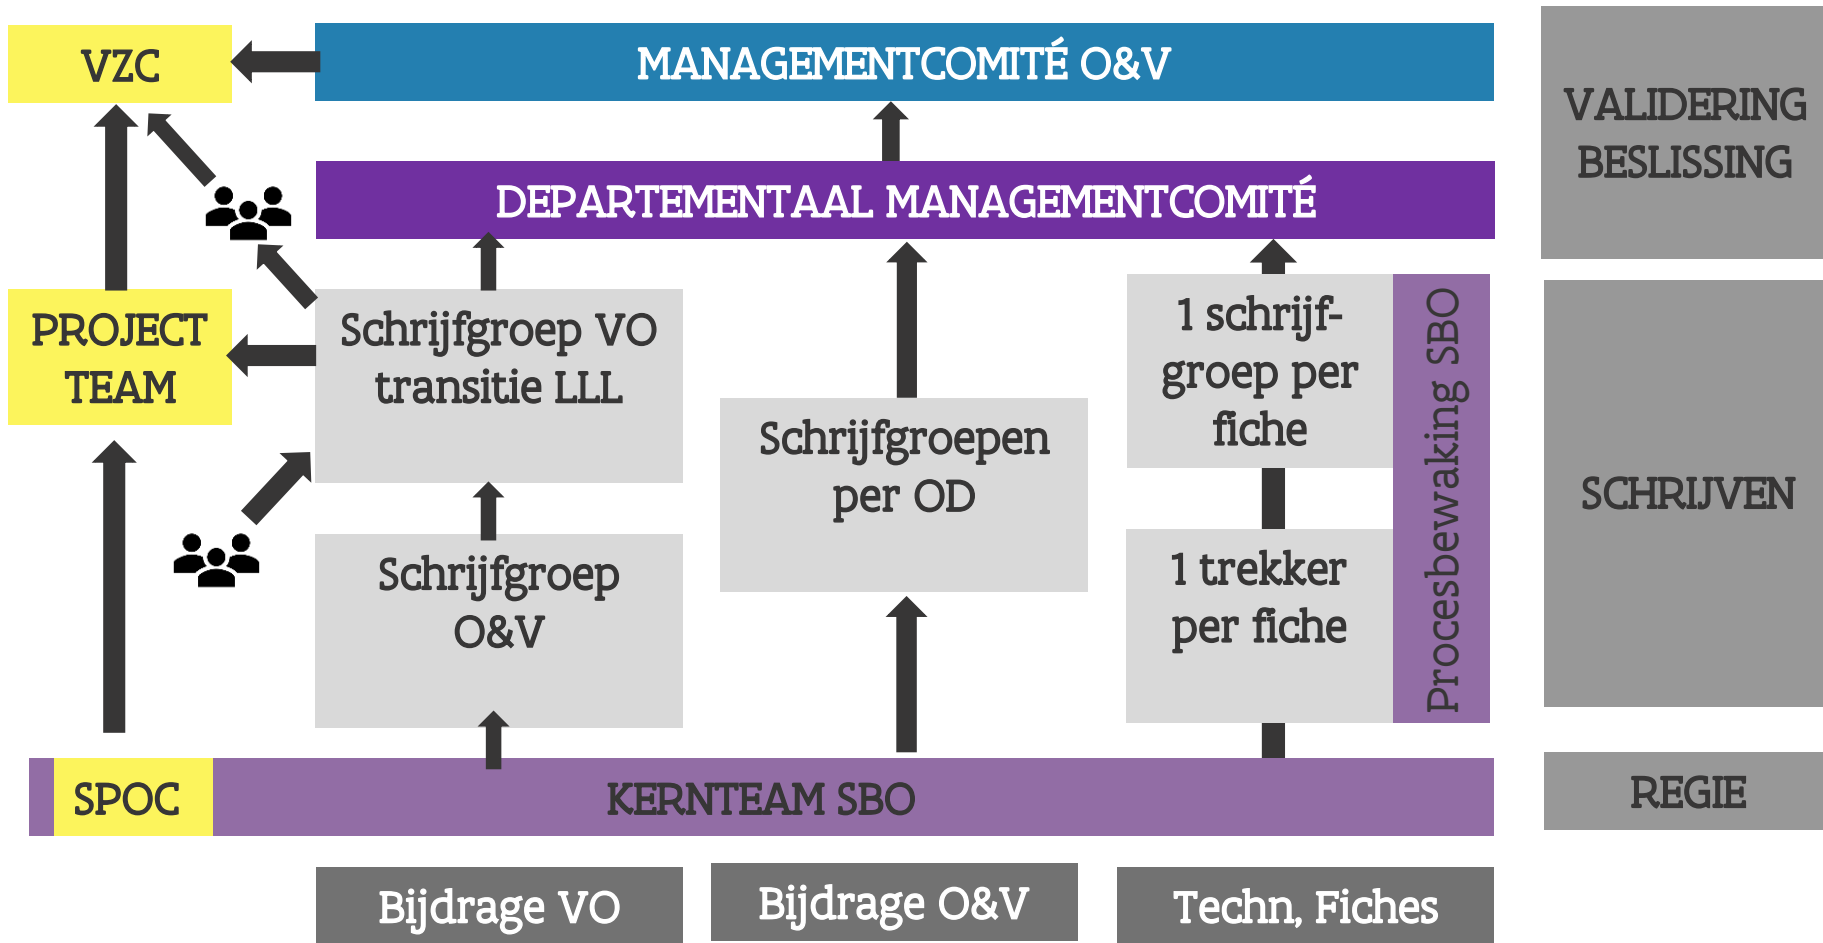 VZC
MANAGEMENTCOMITÉ O&V
VALIDERING
BESLISSING
DEPARTEMENTAAL MANAGEMENTCOMITÉ
PROJECT
TEAM
Schrijfgroep VO
transitie LLL
Schrijfgroepen
per OD
1 schrijf-
groep per
fiche
Procesbewaking SBO
SCHRIJVEN
Schrijfgroep
O&V
1 trekker
per fiche
SPOC
KERNTEAM SBO
REGIE
Bijdrage VO
Bijdrage O&V
Techn, Fiches